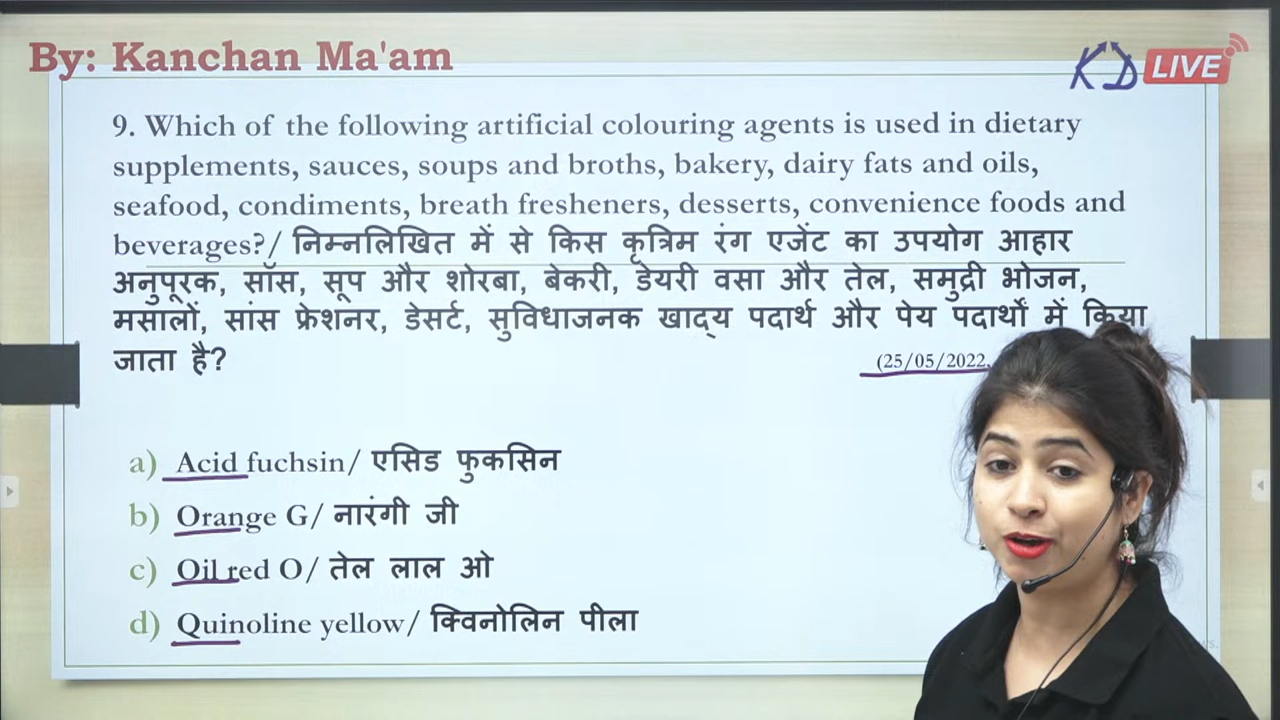 By: Kanchan Ma'am
KD LIVE
9. Which of the following artificial colouring agents is used in dietary
supplements, sauces, soups and broths, bakery, dairy fats and oils,
seafood, condiments, breath fresheners, desserts, convenience foods and
beverages?/ निम्नलिखित में से किस कृत्रिम रंग एजेंट का उपयोग आहार
अनुपूरक, सॉस, सूप और शोरबा, बेकरी, डेयरी वसा और तेल, समुद्री भोजन,
मसालों, सांस फ्रेशनर, डेसर्ट, सुविधाजनक खाद्य पदार्थ और पेय पदार्थों में किया
जाता है?
(25/05/2022,
a) Acid fuchsin/ एसिड फुकसिन
b) Orange G/ नारंगी जी
c) Oil red O/ तेल लाल ओ
d) Quinoline yellow/ क्विनोलिन पीला